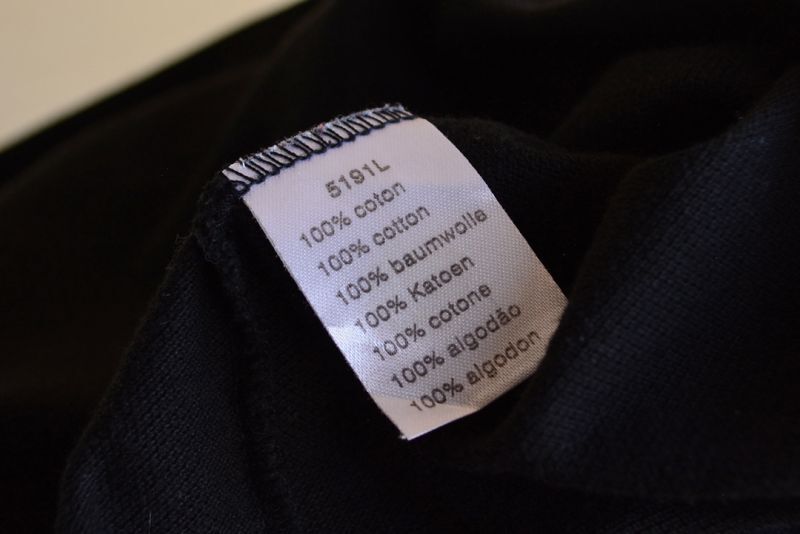 5191L
100% coton
100% cotton
100% baumwolle
100% Katoen
100% cotone
100% algodão
100% algodon